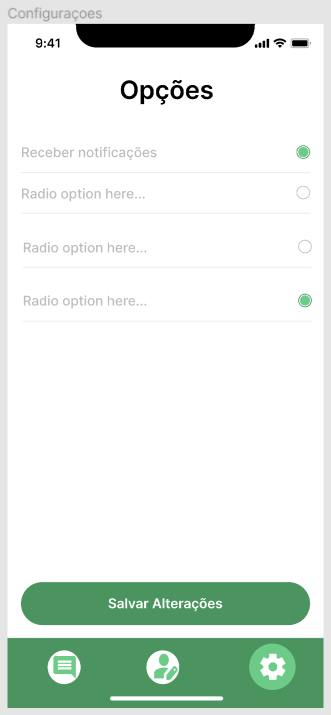 Configuraçoes
9:41
Opções
Receber notificações
Radio option here...
Radio option here...
Radio option here...
Salvar Alterações